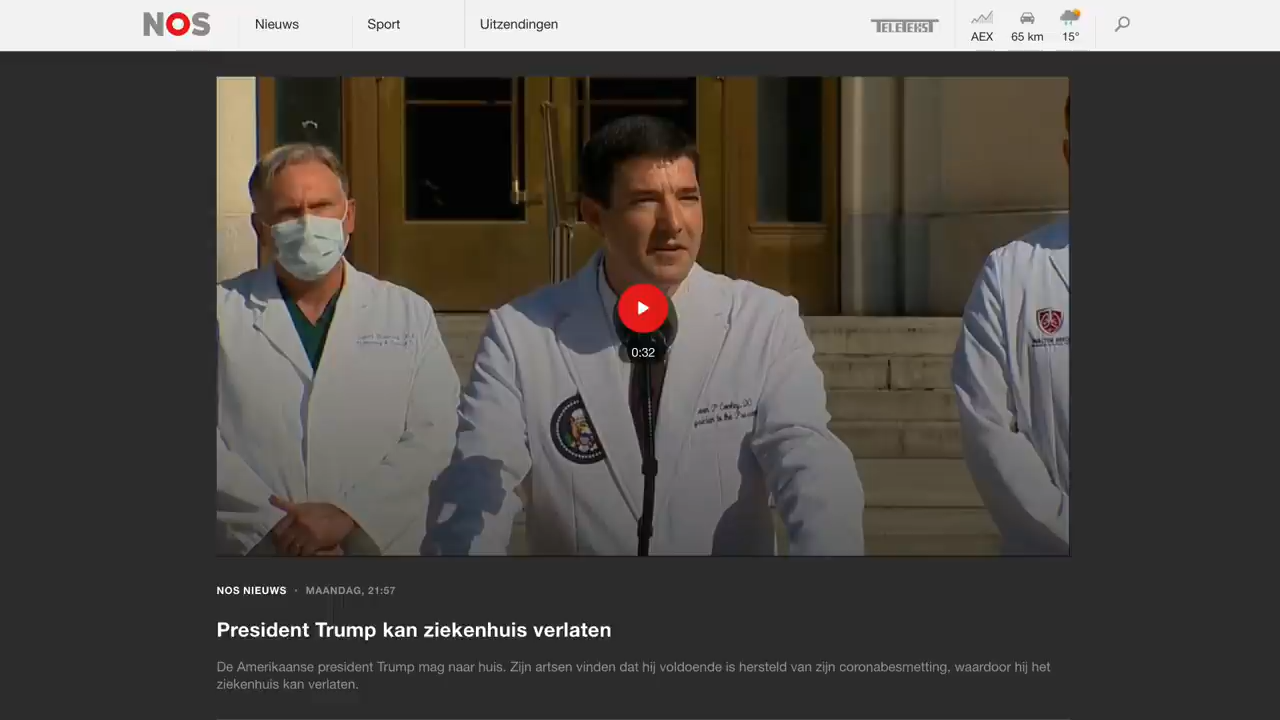 NOS
Nieuws
Sport
Uitzendingen
TELETEKST
AEX
65 km
15°
0:32
NOS NIEUWS • MAANDAG, 21:57
President Trump kan ziekenhuis verlaten
De Amerikaanse president Trump mag naar huis. Zijn artsen vinden dat hij voldoende is hersteld van zijn coronabesmetting, waardoor hij het
ziekenhuis kan verlaten.